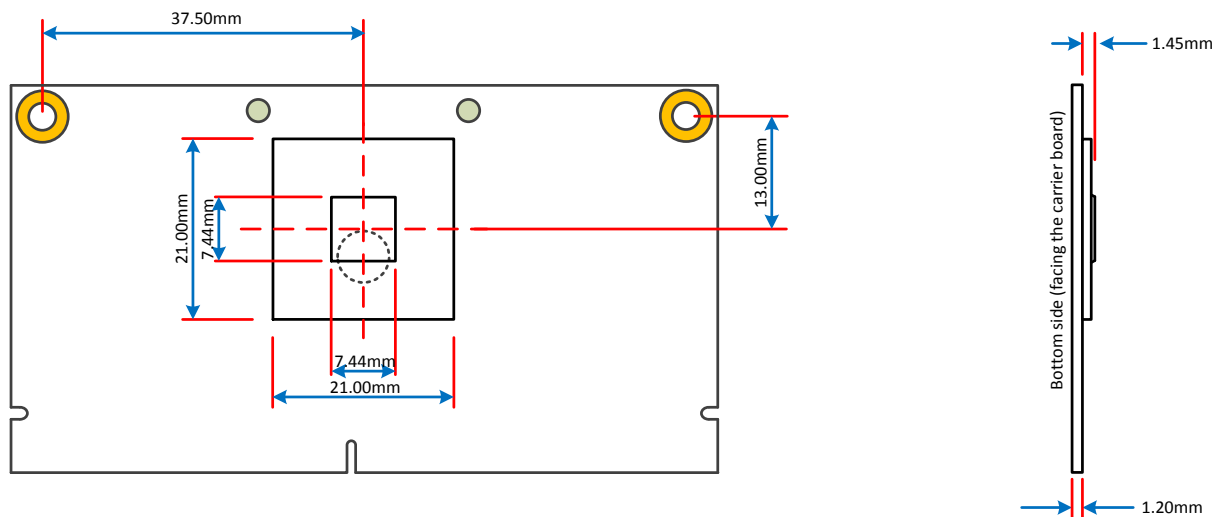 37.50mm
1.45mm
Bottom side (facing the carrier board)
13.00mm
21.00mm
7.44mm
7.44mm
21.00mm
1.20mm